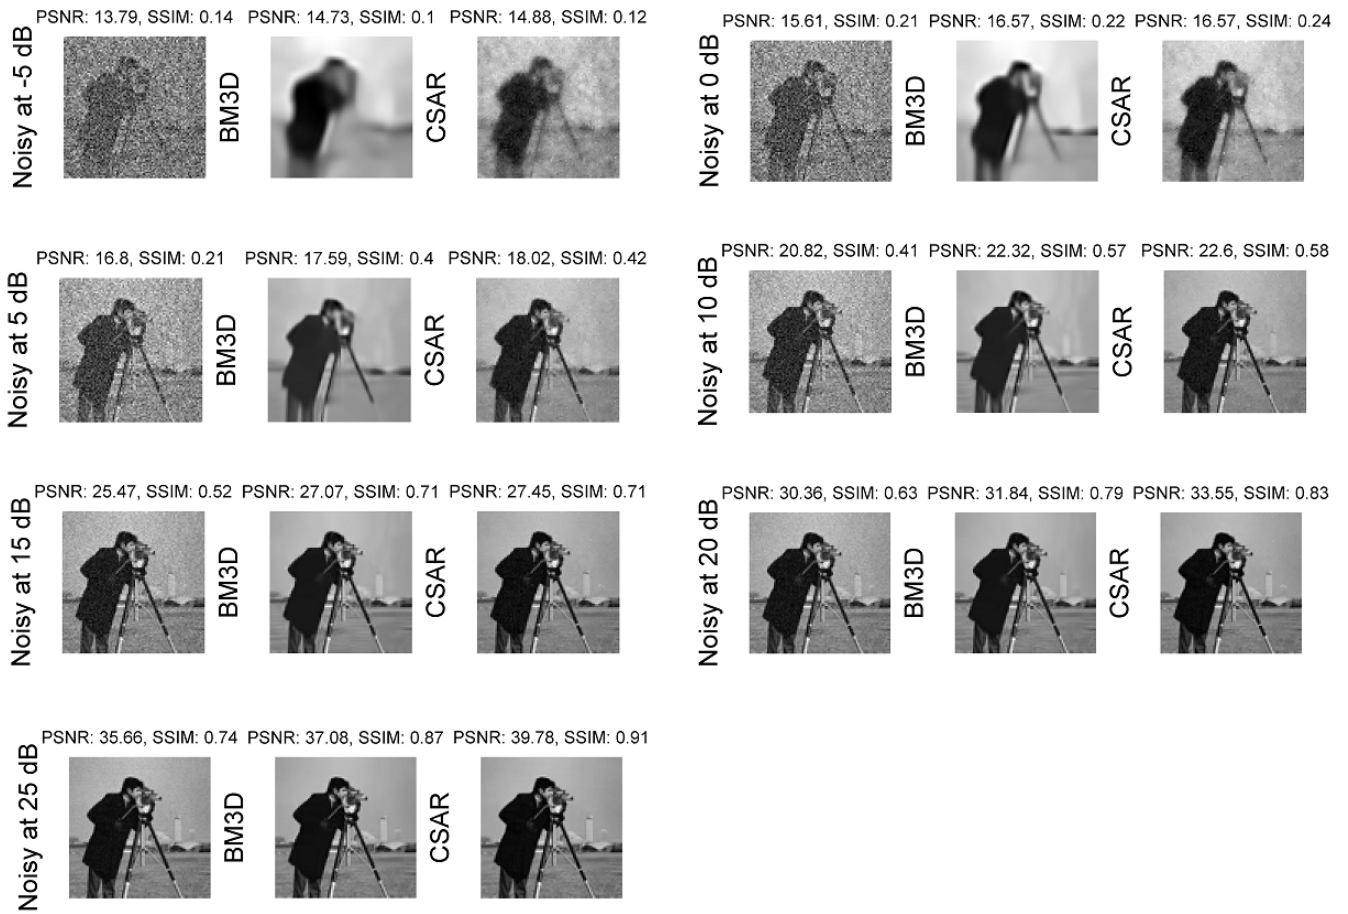 PSNR: 13.79, SSIM: 0.14 PSNR: 14.73, SSIM: 0.1 PSNR: 14.88, SSIM: 0.12
Noisy at -5 dB
BM3D
CSAR
PSNR: 15.61, SSIM: 0.21 PSNR: 16.57, SSIM: 0.22 PSNR: 16.57, SSIM: 0.24
Noisy at 0 dB
BM3D
CSAR
PSNR: 16.8, SSIM: 0.21 PSNR: 17.59, SSIM: 0.4 PSNR: 18.02, SSIM: 0.42
Noisy at 5 dB
BM3D
CSAR
PSNR: 20.82, SSIM: 0.41 PSNR: 22.32, SSIM: 0.57 PSNR: 22.6, SSIM: 0.58
Noisy at 10 dB
BM3D
CSAR
PSNR: 25.47, SSIM: 0.52 PSNR: 27.07, SSIM: 0.71 PSNR: 27.45, SSIM: 0.71
Noisy at 15 dB
BM3D
CSAR
PSNR: 30.36, SSIM: 0.63 PSNR: 31.84, SSIM: 0.79 PSNR: 33.55, SSIM: 0.83
Noisy at 20 dB
BM3D
CSAR
PSNR: 35.66, SSIM: 0.74 PSNR: 37.08, SSIM: 0.87 PSNR: 39.78, SSIM: 0.91
Noisy at 25 dB
BM3D
CSAR